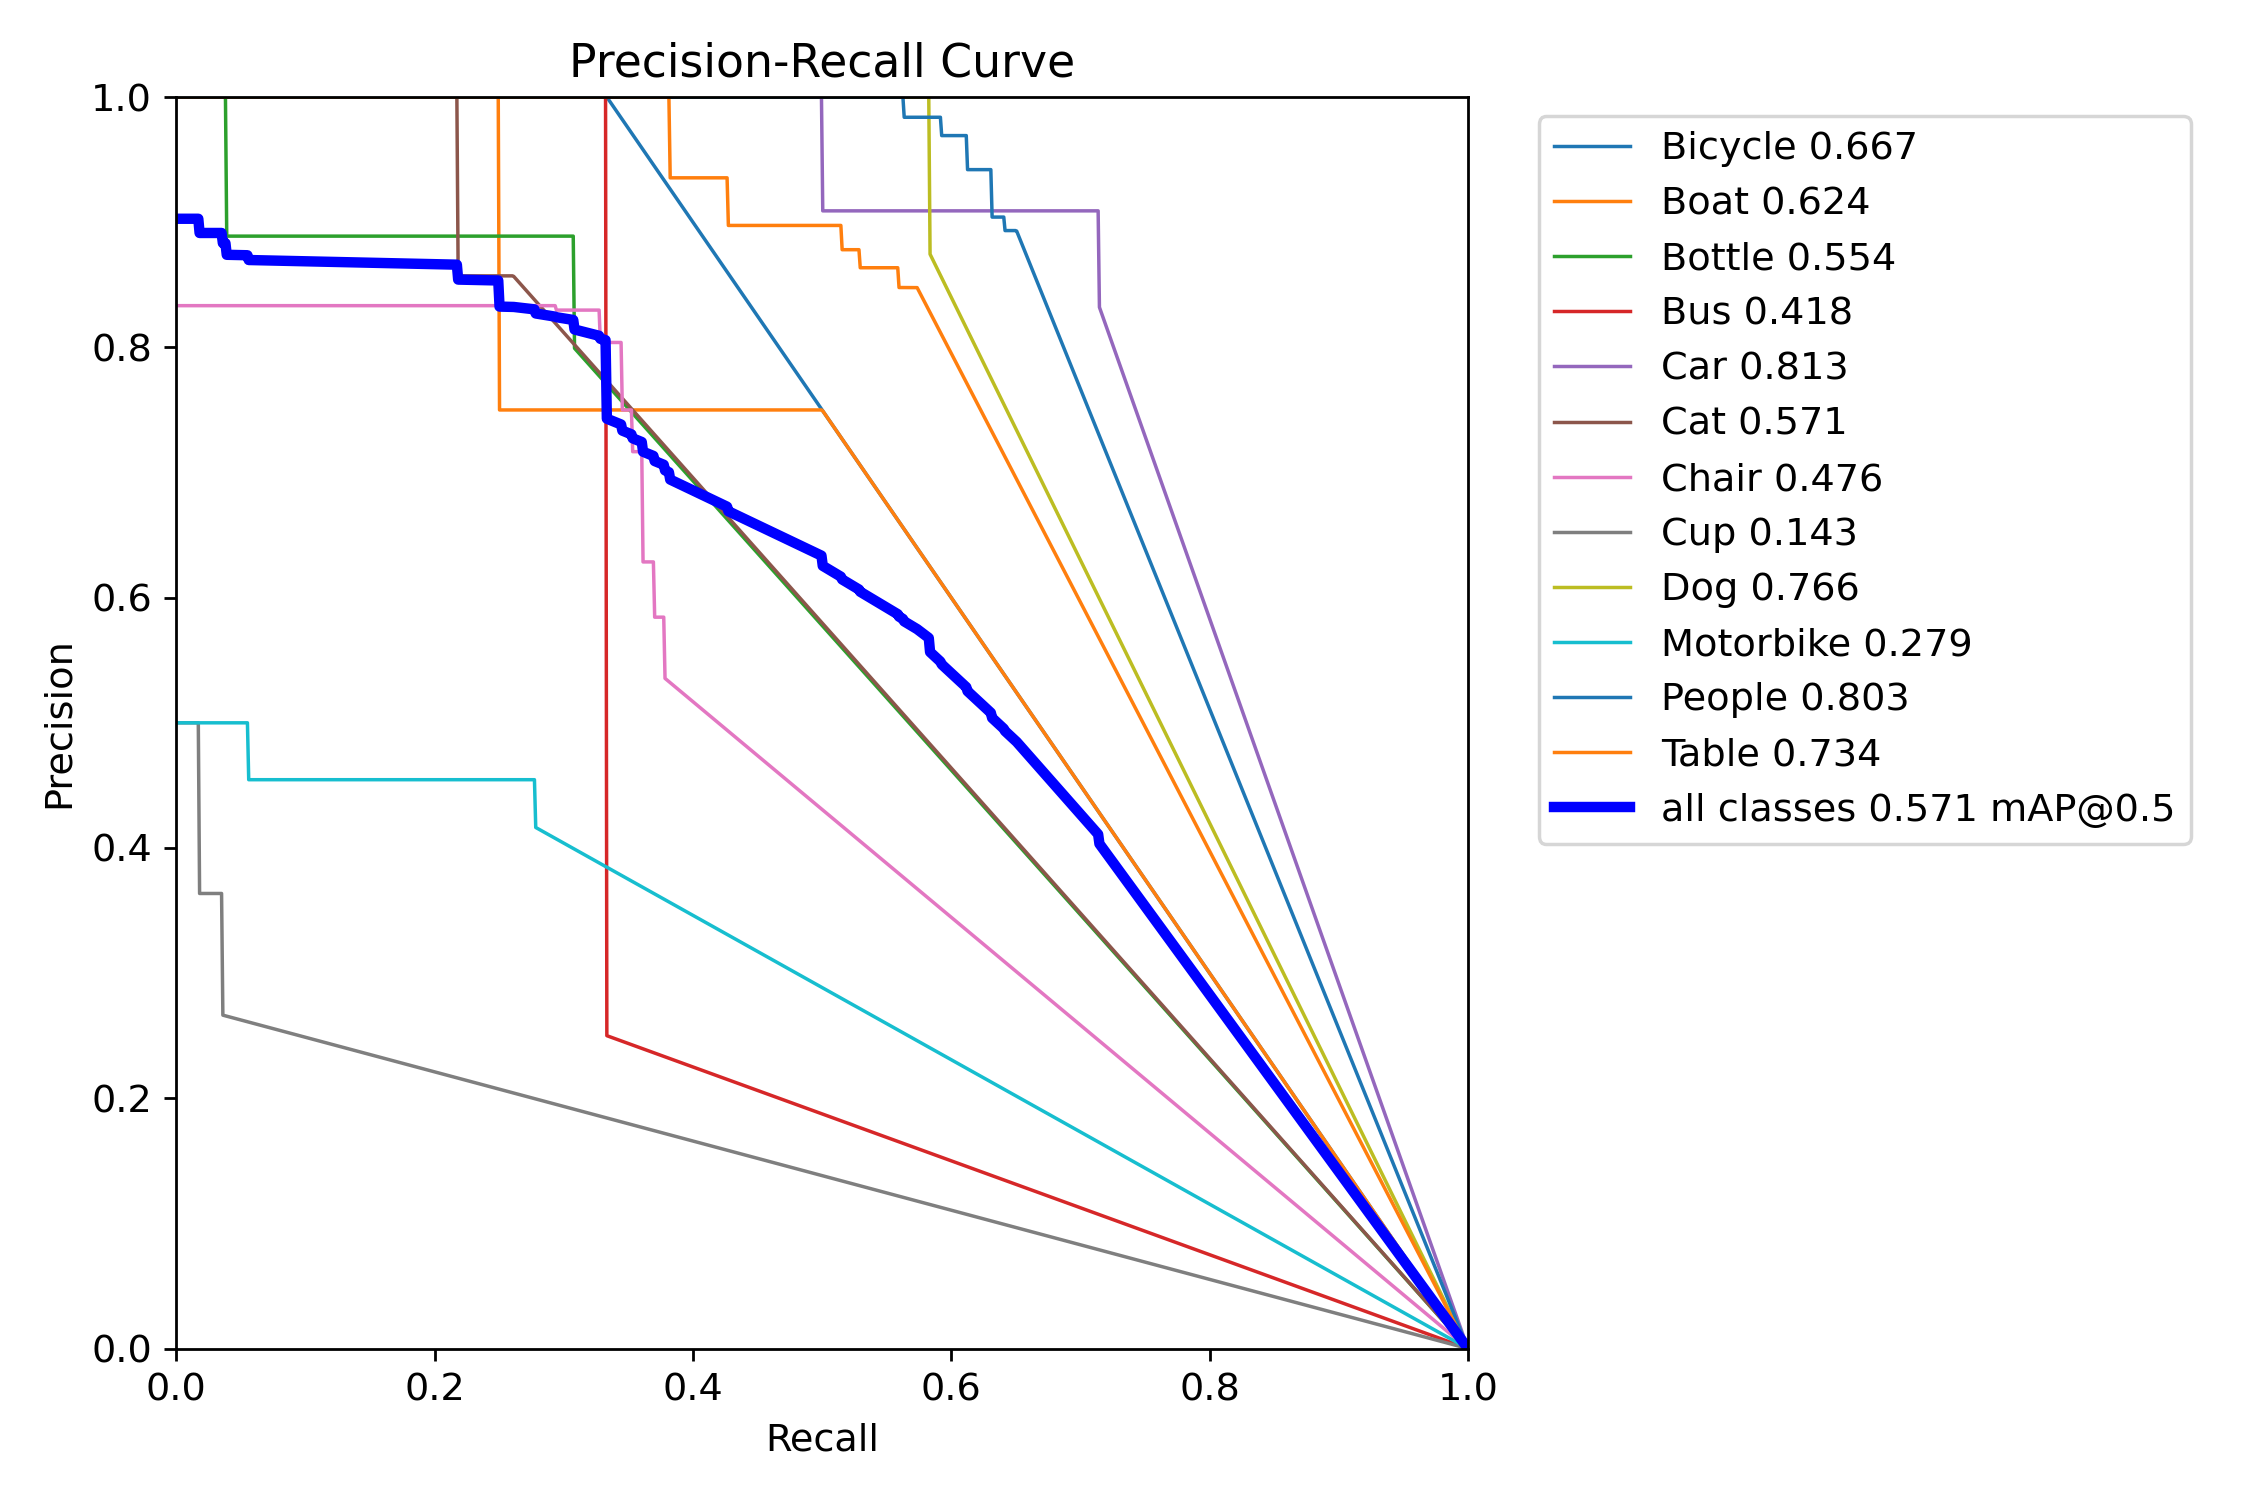 Precision-Recall Curve
1.0
0.8
0.6
0.4
0.2
0.0
Precision
0.0 0.2 0.4 0.6 0.8 1.0
Recall
Bicycle 0.667
Boat 0.624
Bottle 0.554
Bus 0.418
Car 0.813
Cat 0.571
Chair 0.476
Cup 0.143
Dog 0.766
Motorbike 0.279
People 0.803
Table 0.734
all classes 0.571 mAP@0.5